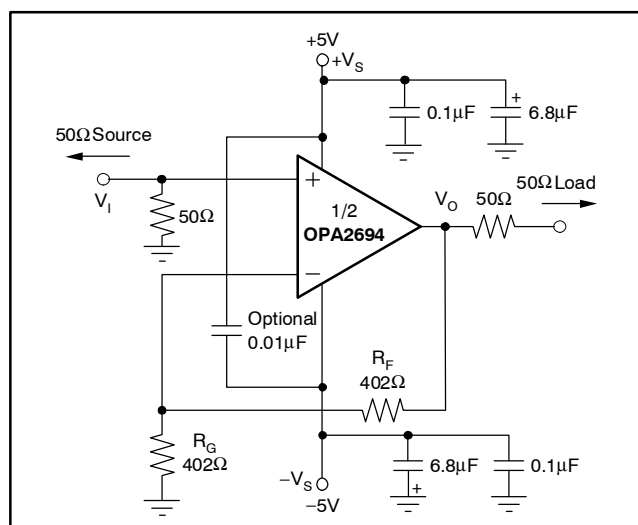 +5V
+V_S
0.1μF
+
6.8μF
50Ω Source
50Ω Load
V_I
+
V_O
50Ω
50Ω
1/2
OPA2694
−
Optional
0.01μF
R_F
402Ω
R_G
402Ω
6.8μF
0.1μF
+
−V_S
−5V